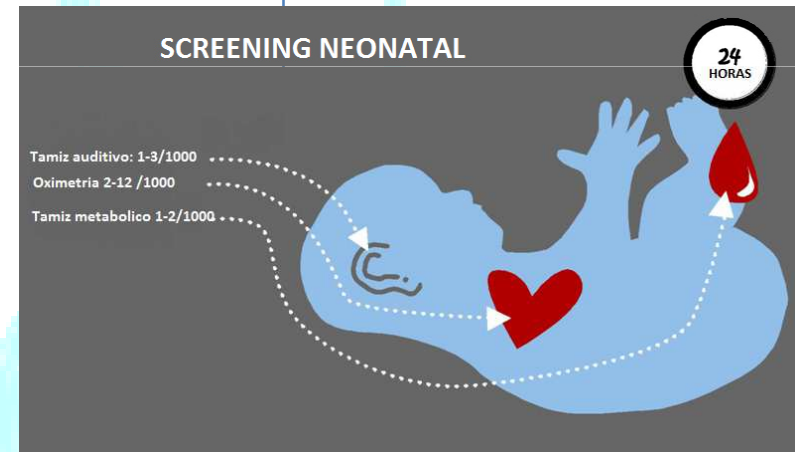 SCREENING NEONATAL
24
HORAS
Tamiz auditivo: 1-3/1000
Oximetria 2-12 /1000
Tamiz metabolico 1-2/1000